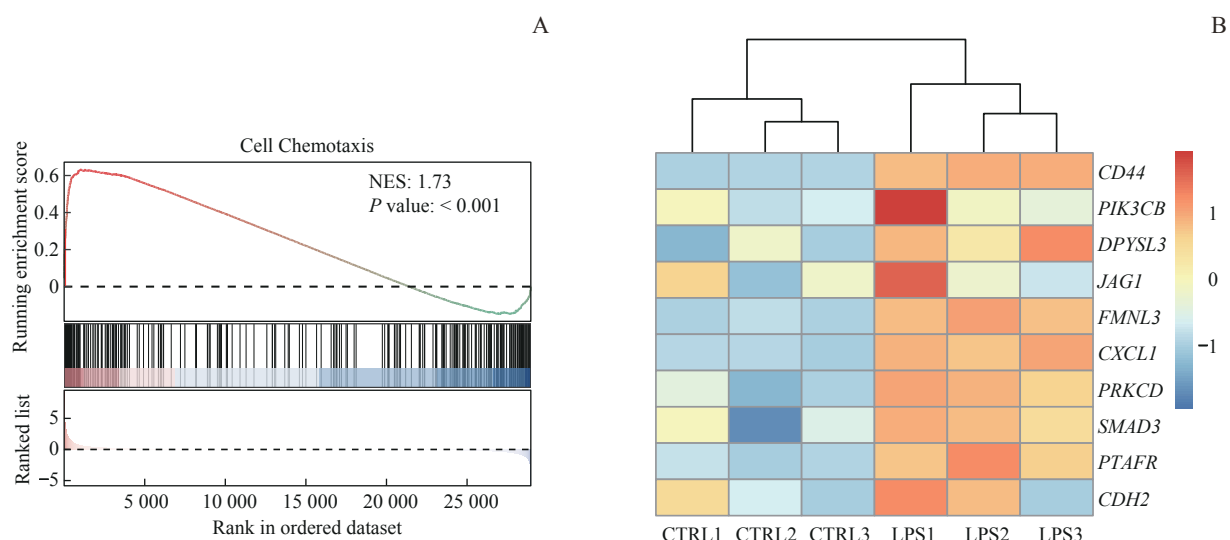 A
Cell Chemotaxis
NES: 1.73
P value: < 0.001
Running enrichment score
0.6
0.4
0.2
0
Ranked list
5
0
−5
5 000
10 000
15 000
20 000
25 000
Rank in ordered dataset
B
CD44
PIK3CB
DPYSL3
JAG1
FMNL3
CXCL1
PRKCD
SMAD3
PTAFR
CDH2
1
0
−1
CTRL1
CTRL2
CTRL3
LPS1
LPS2
LPS3